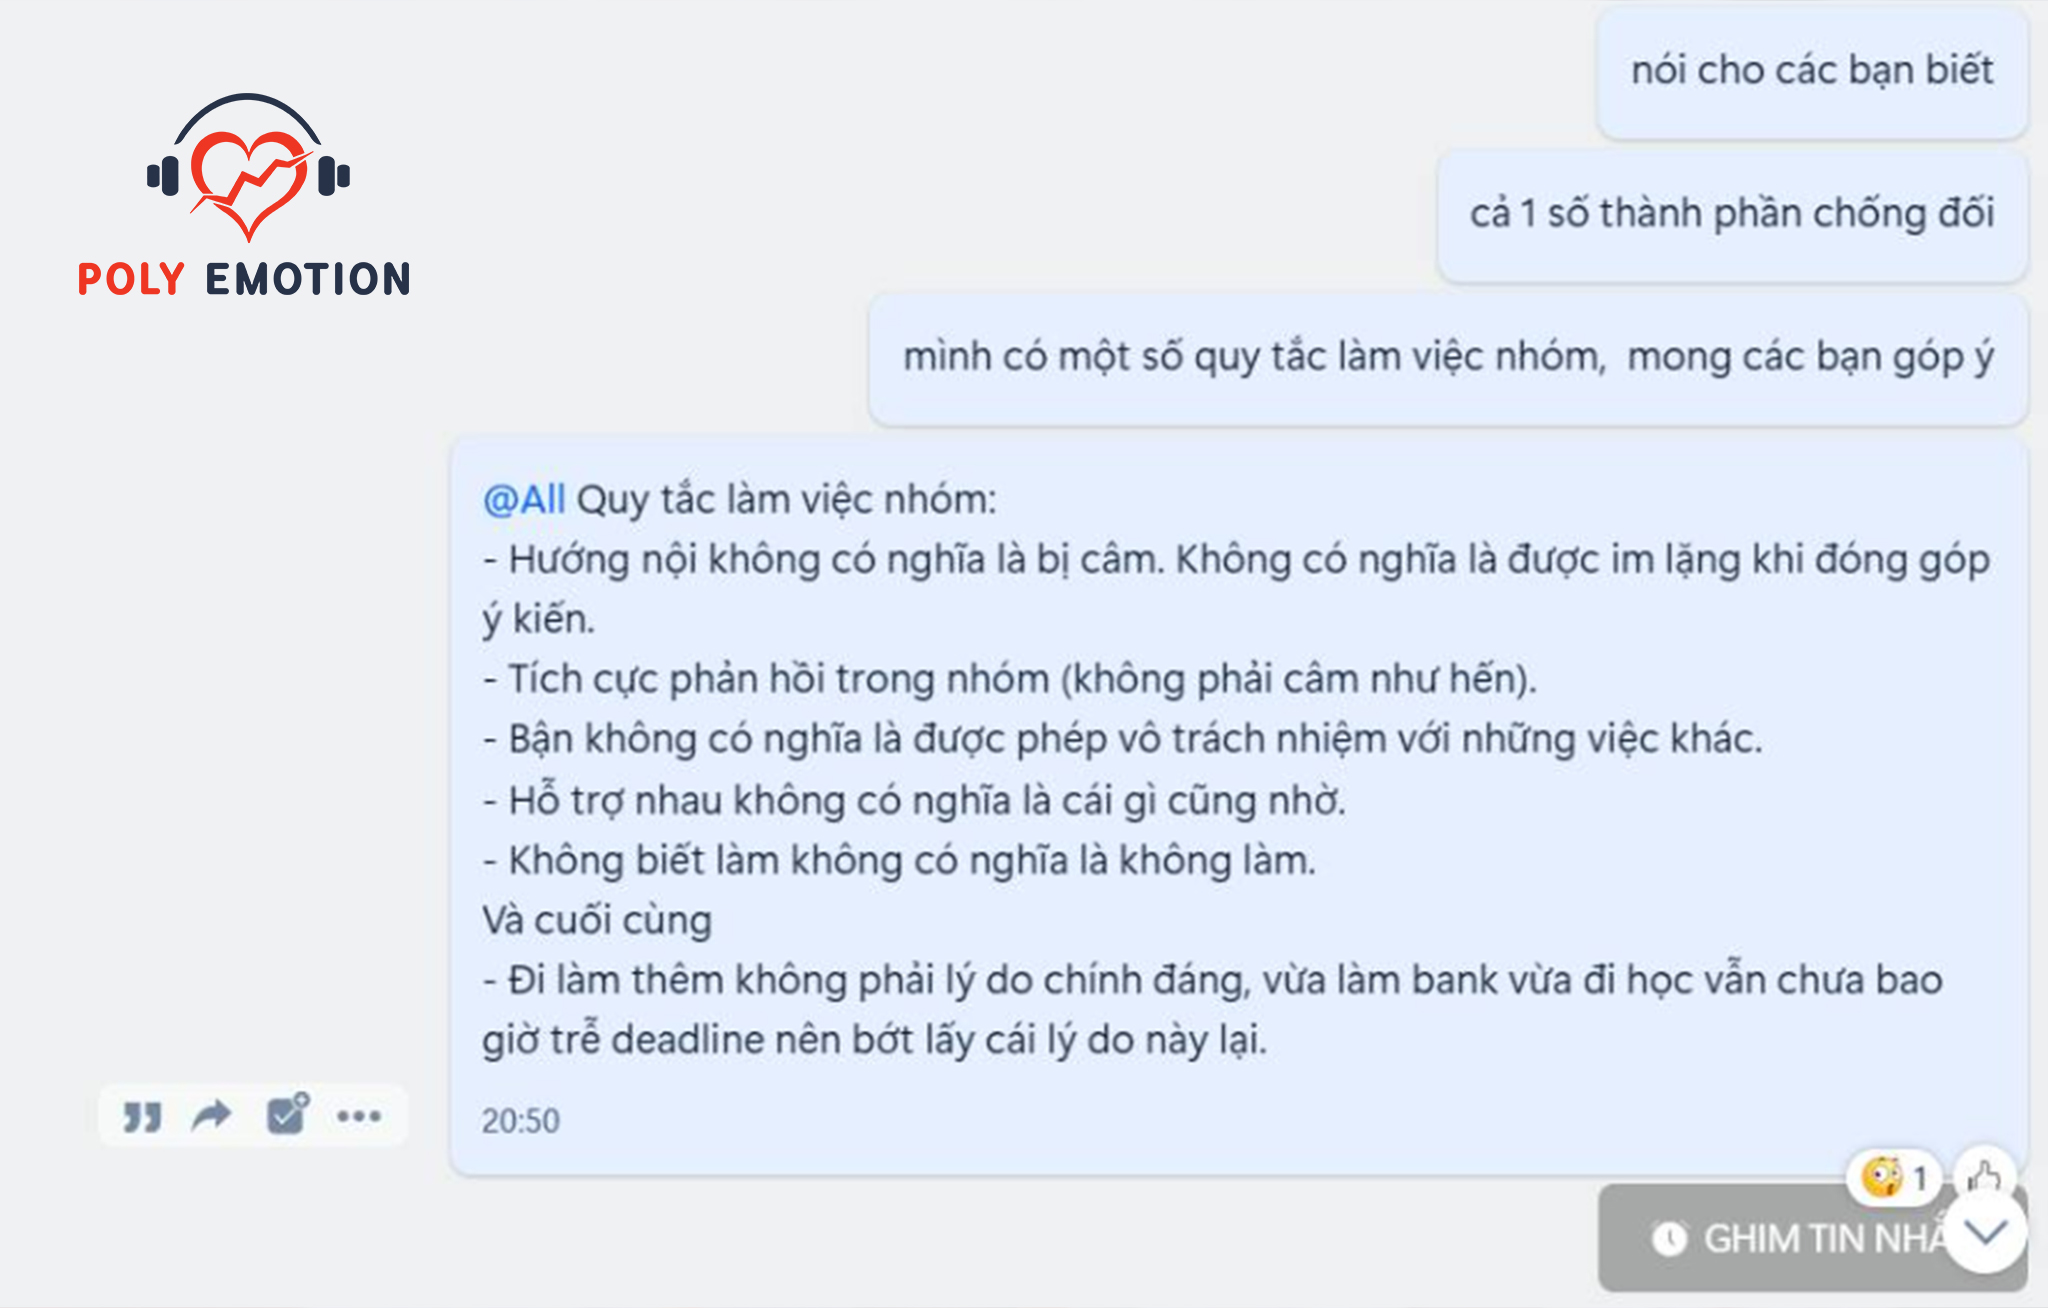 nói cho các bạn biết
POLY EMOTION
cả 1 số thành phần chống đối
mình có một số quy tắc làm việc nhóm,  mong các bạn góp ý
@All Quy tắc làm việc nhóm:
- Hướng nội không có nghĩa là bị câm. Không có nghĩa là được im lặng khi đóng góp
ý kiến.
- Tích cực phản hồi trong nhóm (không phải câm như hến).
- Bận không có nghĩa là được phép vô trách nhiệm với những việc khác.
- Hỗ trợ nhau không có nghĩa là cái gì cũng nhờ.
- Không biết làm không có nghĩa là không làm.
Và cuối cùng
- Đi làm thêm không phải lý do chính đáng, vừa làm bank vừa đi học vẫn chưa bao
giờ trễ deadline nên bớt lấy cái lý do này lại.
20:50
1
GHIM TIN